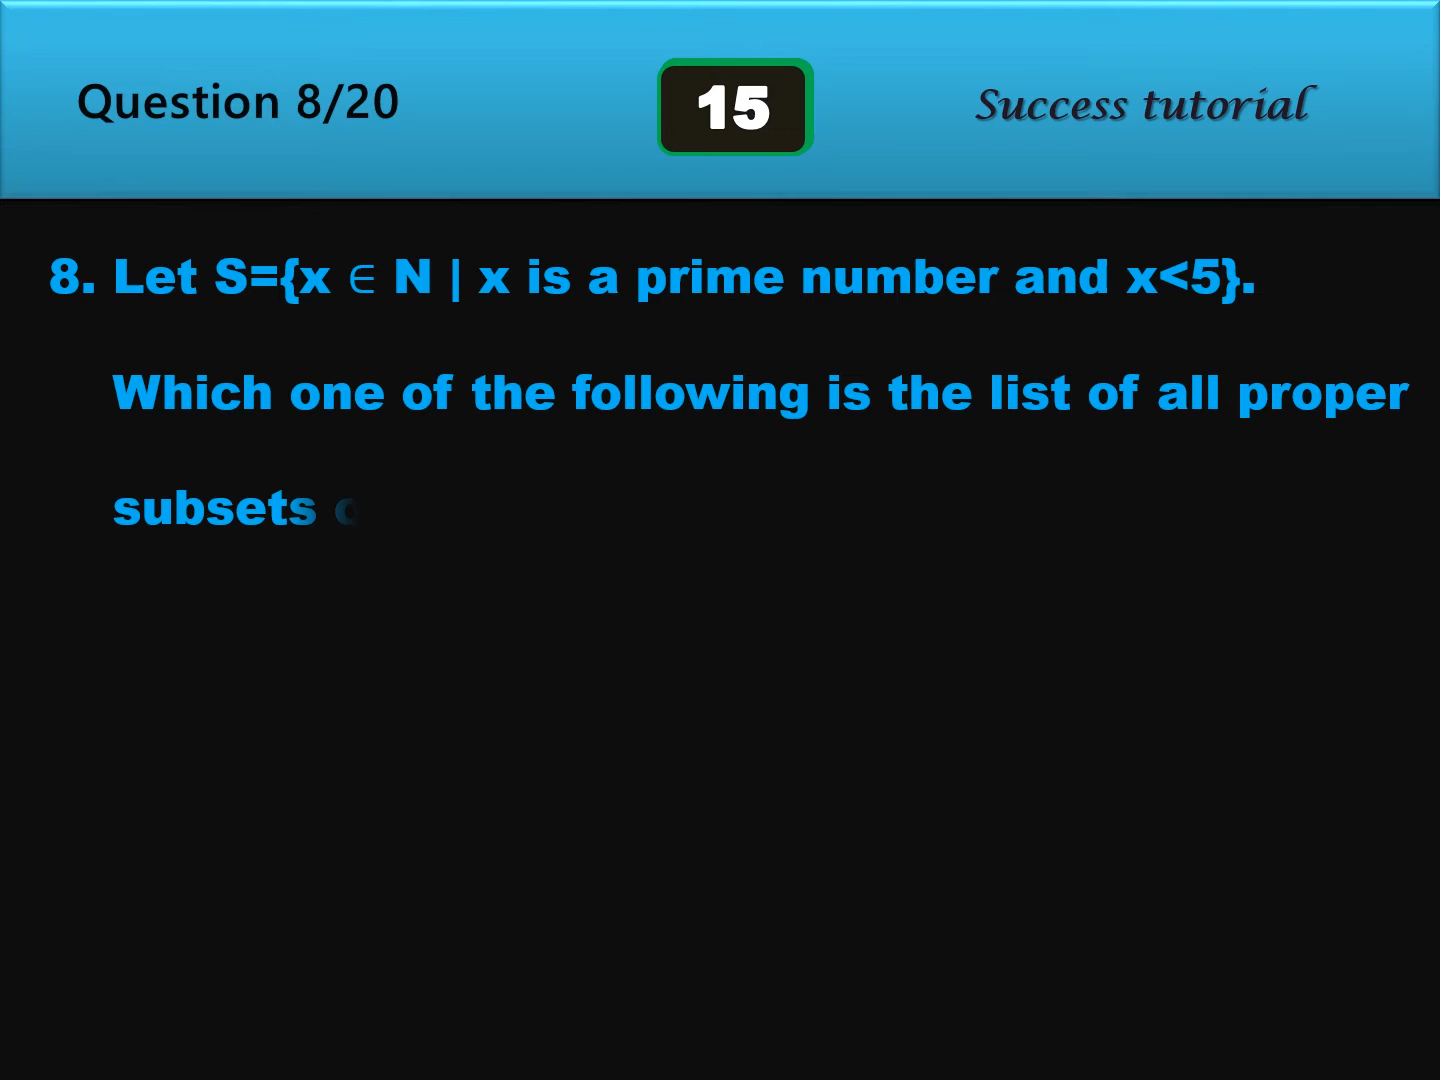 Question 8/20
15
Success tutorial
8. Let S={x ∈ N | x is a prime number and x<5}.
Which one of the following is the list of all proper
subsets